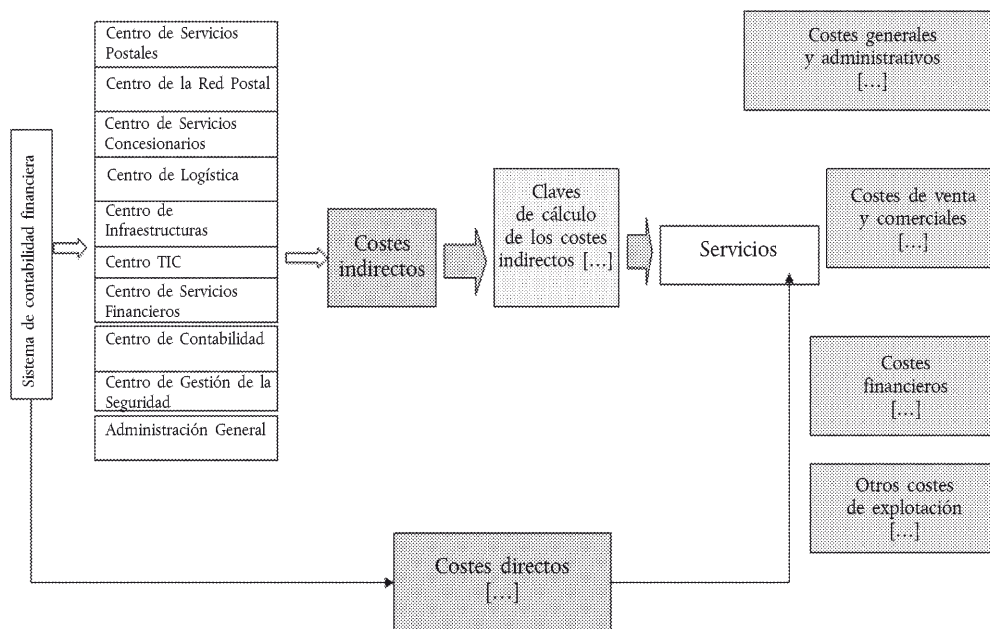 Sistema de contabilidad financiera
Centro de Servicios
Postales
Centro de la Red Postal
Centro de Servicios
Concesionarios
Centro de Logística
Centro de
Infraestructuras
Centro TIC
Centro de Servicios
Financieros
Centro de Contabilidad
Centro de Gestión de la
Seguridad
Administración General
Costes
indirectos
Claves
de cálculo
de los costes
indirectos […]
Servicios
Costes generales
y administrativos
[…]
Costes de venta
y comerciales
[…]
Costes
financieros
[…]
Otros costes
de explotación
[…]
Costes directos
[…]